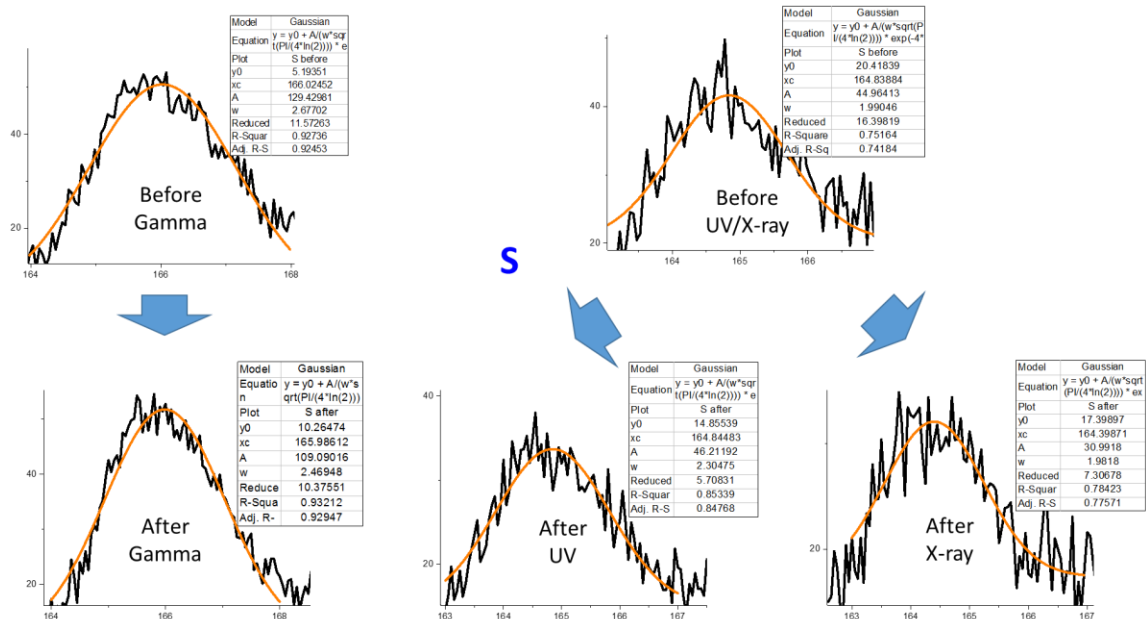 Model Gaussian
Equation y = y0 + A/(w*sqr
t(PI/(4*ln(2)))) * e
Plot S before
y0 5.19351
xc 166.02452
A 129.42981
w 2.67702
Reduced 11.57263
R-Squar 0.92736
Adj. R-S 0.92453
40
20
Before
Gamma
164 166 168
Model Gaussian
Equation y = y0 + A/(w*sqrt(P
I/(4*ln(2)))) * exp(-4*
Plot S before
y0 20.41839
xc 164.83884
A 44.96413
w 1.99046
Reduced 16.39819
R-Square 0.75164
Adj. R-Sq 0.74184
40
20
Before
UV/X-ray
164 165 166
S
Model Gaussian
Equatio y = y0 + A/(w*s
n qrt(PI/(4*ln(2)))
Plot S after
y0 10.26474
xc 165.98612
A 109.09016
w 2.46948
Reduce 10.37551
R-Squa 0.93212
Adj. R- 0.92947
40
20
After
Gamma
164 166 168
Model Gaussian
Equation y = y0 + A/(w*sqr
t(PI/(4*ln(2)))) * e
Plot S after
y0 14.85539
xc 164.84483
A 46.21192
w 2.30475
Reduced 5.70831
R-Squar 0.85339
Adj. R-S 0.84768
40
20
After
UV
163 164 165 166 167
Model Gaussian
Equation y = y0 + A/(w*sqrt
(PI/(4*ln(2)))) * ex
Plot S after
y0 17.39897
xc 164.39871
A 30.9918
w 1.9818
Reduced 7.30678
R-Squar 0.78423
Adj. R-S 0.77571
20
After
X-ray
163 164 165 166 167